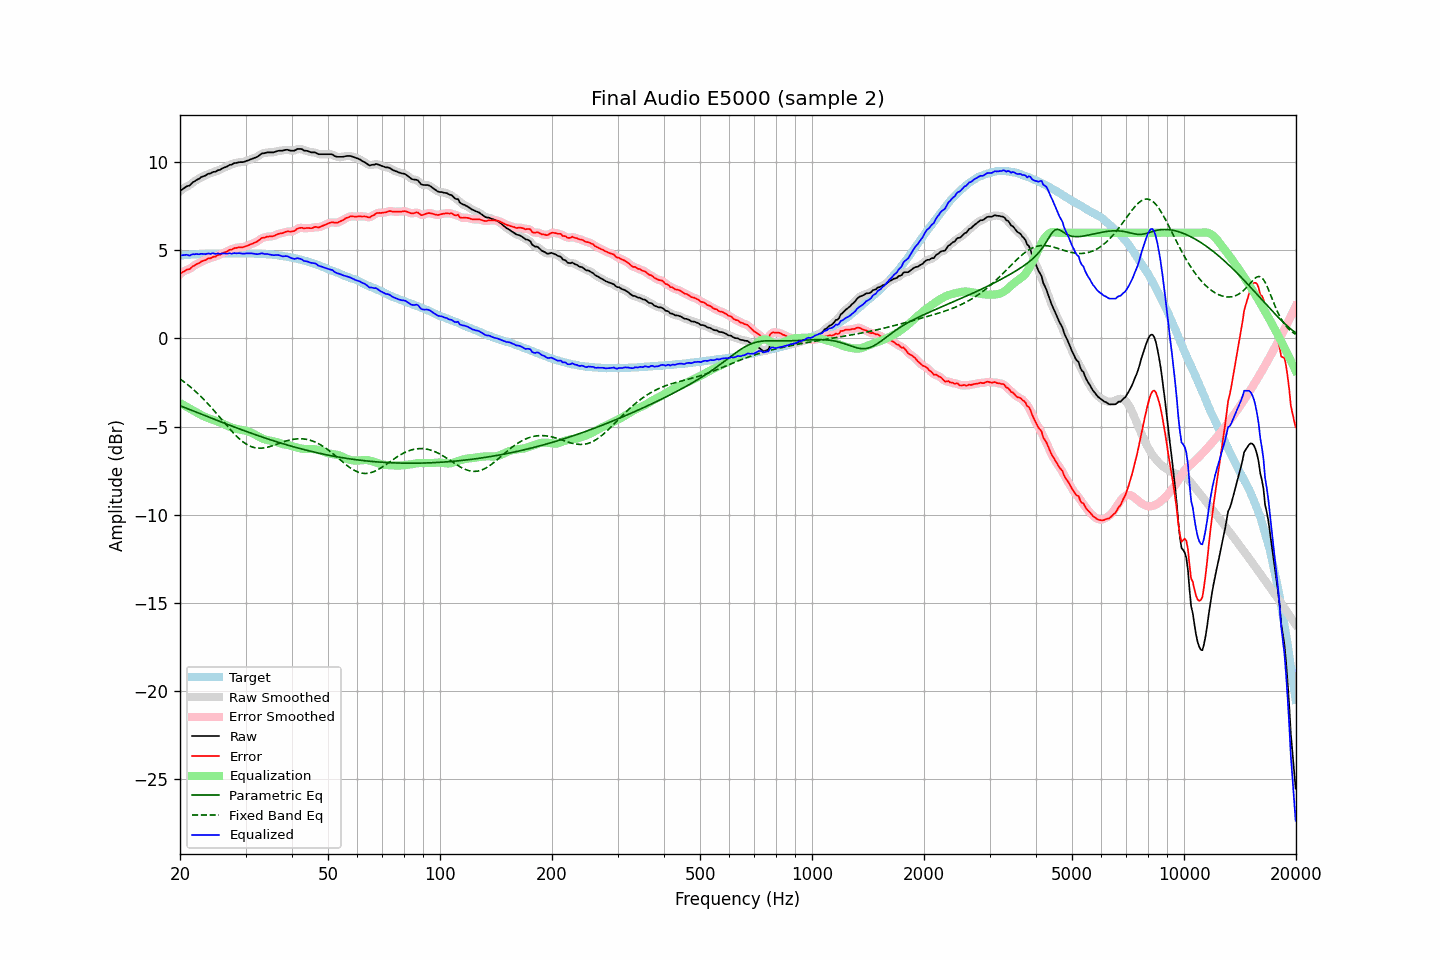 Final Audio E5000 (sample 2)
Amplitude (dBr)
10
5
0
−5
−10
−15
−20
−25
Target
Raw Smoothed
Error Smoothed
Raw
Error
Equalization
Parametric Eq
Fixed Band Eq
Equalized
20 50 100 200 500 1000 2000 5000 10000 20000
Frequency (Hz)